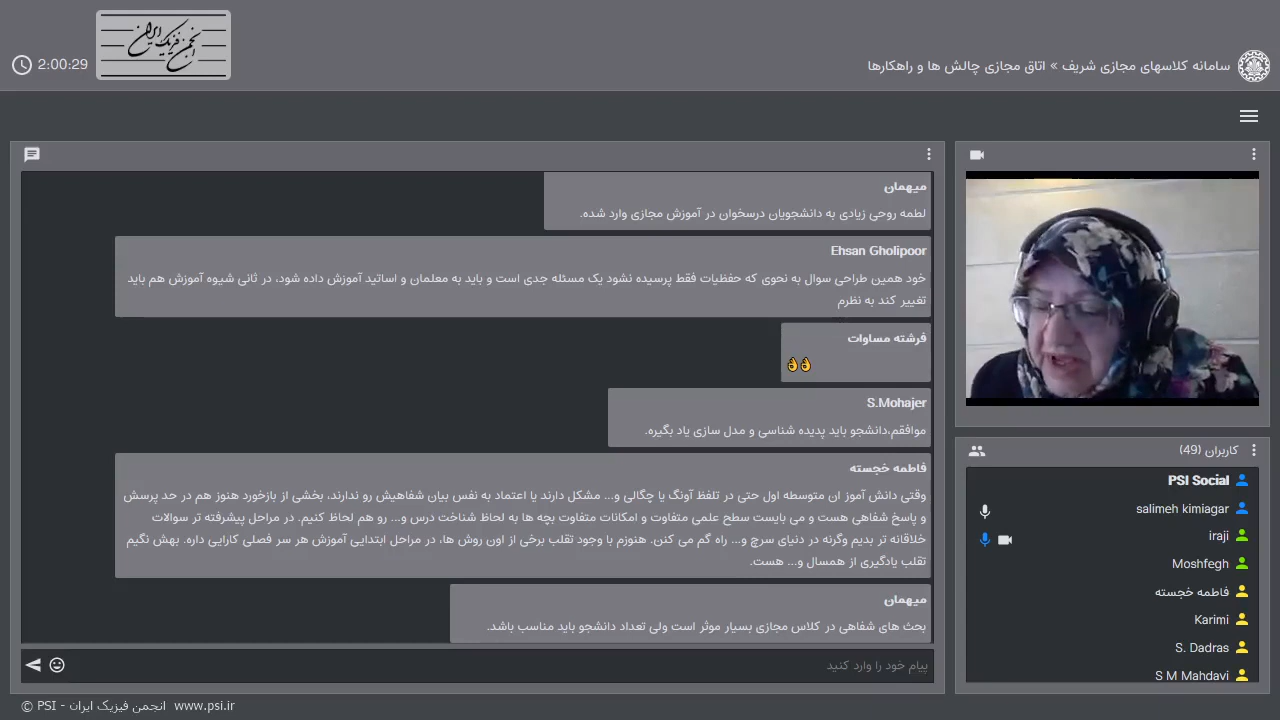 2:00:29
انجمن فیزیک ایران
سامانه کلاسهای مجازی شریف » اتاق مجازی چالش ها و راهکارها
میهمان
لطمه روحی زیادی به دانشجویان درسخوان در آموزش مجازی وارد شده.
Ehsan Gholipoor
خود همین طراحی سوال به نحوی که حفظیات فقط پرسیده نشود یک مسئله جدی است و باید به معلمان و اساتید آموزش داده شود، در ثانی شیوه آموزش هم باید
تغییر کند به نظرم
فرشته مساوات
👌👌
S.Mohajer
موافقم،دانشجو باید پدیده شناسی و مدل سازی یاد بگیره.
فاطمه خجسته
وقتی دانش آموز ان متوسطه اول حتی در تلفظ آونگ یا چگالی و... مشکل دارند یا اعتماد به نفس بیان شفاهیش رو ندارند، بخشی از بازخورد هنوز هم در حد پرسش
و پاسخ شفاهی هست و می بایست سطح علمی متفاوت و امکانات متفاوت بچه ها به لحاظ شناخت درس و... رو هم لحاظ کنیم. در مراحل پیشرفته تر سوالات
خلاقانه تر بدیم وگرنه در دنیای سرچ و... راه گم می کنن. هنوزم با وجود تقلب برخی از اون روش ها، در مراحل ابتدایی آموزش هر سر فصلی کارایی داره. بهش نگیم
تقلب یادگیری از همسال و... هست.
میهمان
بحث های شفاهی در کلاس مجازی بسیار موثر است ولی تعداد دانشجو باید مناسب باشد.
پیام خود را وارد کنید
کاربران (49)
PSI Social
salimeh kimiagar
iraji
Moshfegh
فاطمه خجسته
Karimi
S. Dadras
S M Mahdavi
© PSI - انجمن فیزیک ایران www.psi.ir